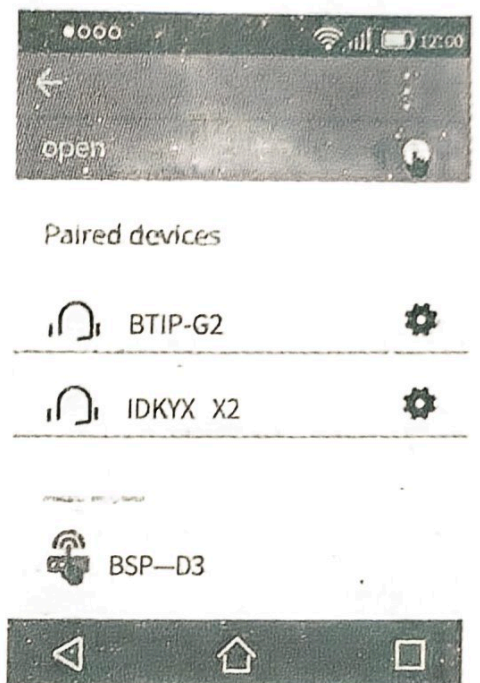 12:00
open
Paired devices
BTIP-G2
IDKYX X2
BSP—D3